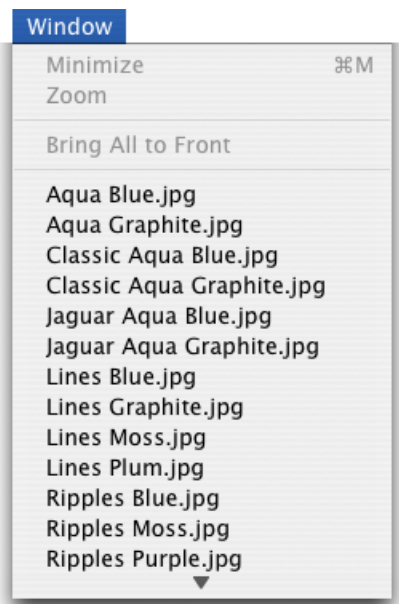 Window
Minimize ⌘M
Zoom
Bring All to Front
Aqua Blue.jpg
Aqua Graphite.jpg
Classic Aqua Blue.jpg
Classic Aqua Graphite.jpg
Jaguar Aqua Blue.jpg
Jaguar Aqua Graphite.jpg
Lines Blue.jpg
Lines Graphite.jpg
Lines Moss.jpg
Lines Plum.jpg
Ripples Blue.jpg
Ripples Moss.jpg
Ripples Purple.jpg